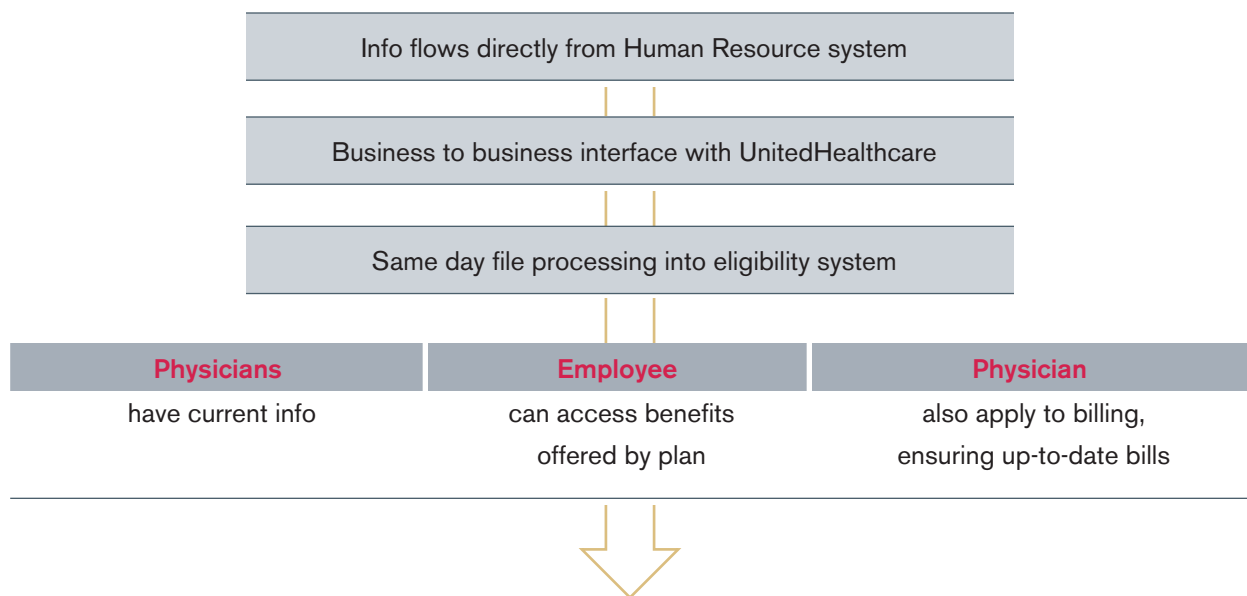 Info flows directly from Human Resource system
Business to business interface with UnitedHealthcare
Same day file processing into eligibility system
Physicians
have current info
Employee
can access benefits
offered by plan
Physician
also apply to billing,
ensuring up-to-date bills